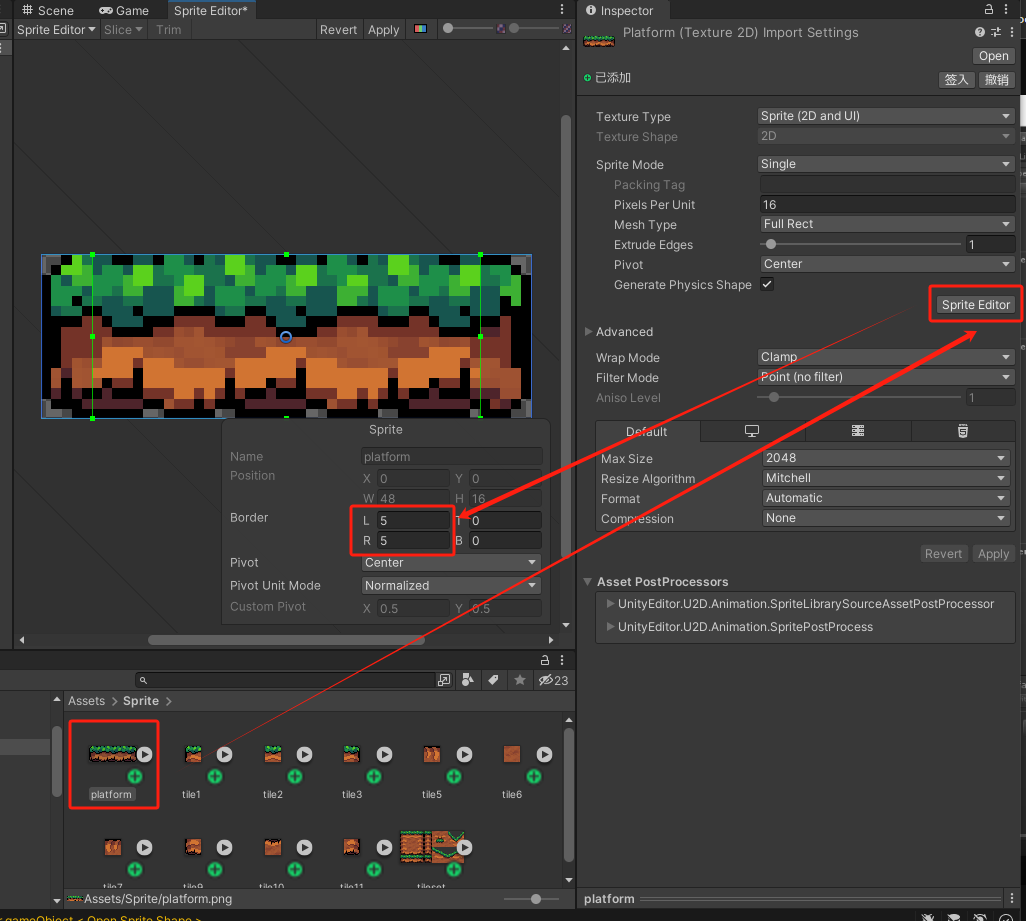 Scene
Game
Sprite Editor*
Sprite Editor
Slice
Trim
Revert
Apply
Sprite
Name platform
Position X 0 Y 0
W 48 H 16
Border L 5 T 0
R 5 B 0
Pivot Center
Pivot Unit Mode Normalized
Custom Pivot X 0.5 Y 0.5
Inspector
Platform (Texture 2D) Import Settings
Open
已添加
签入
撤销
Texture Type Sprite (2D and UI)
Texture Shape 2D
Sprite Mode Single
Packing Tag
Pixels Per Unit 16
Mesh Type Full Rect
Extrude Edges 1
Pivot Center
Generate Physics Shape
Sprite Editor
Advanced
Wrap Mode Clamp
Filter Mode Point (no filter)
Aniso Level 1
Default
Max Size 2048
Resize Algorithm Mitchell
Format Automatic
Compression None
Revert
Apply
Asset PostProcessors
UnityEditor.U2D.Animation.SpriteLibrarySourceAssetPostProcessor
UnityEditor.U2D.Animation.SpritePostProcess
23
Assets > Sprite >
platform
tile1
tile2
tile3
tile5
tile6
tile7
tile9
tile10
tile11
tileset
Assets/Sprite/platform.png
platform
gameObject < Open Sprite Shape >